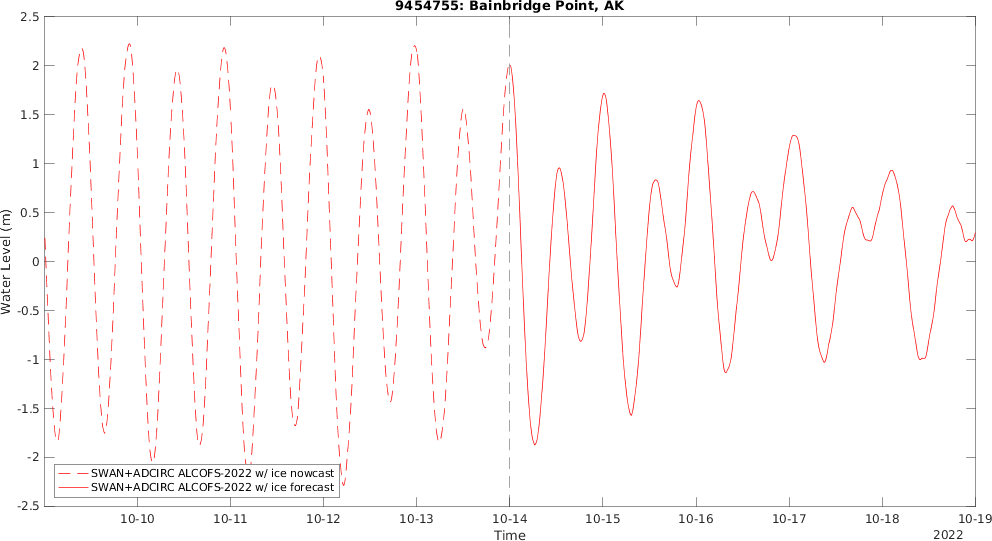 9454755: Bainbridge Point, AK
2.5
2
1.5
1
0.5
0
-0.5
-1
-1.5
-2
-2.5
Water Level (m)
SWAN+ADCIRC ALCOFS-2022 w/ ice nowcast
SWAN+ADCIRC ALCOFS-2022 w/ ice forecast
10-10 10-11 10-12 10-13 10-14 10-15 10-16 10-17 10-18 10-19
Time
2022